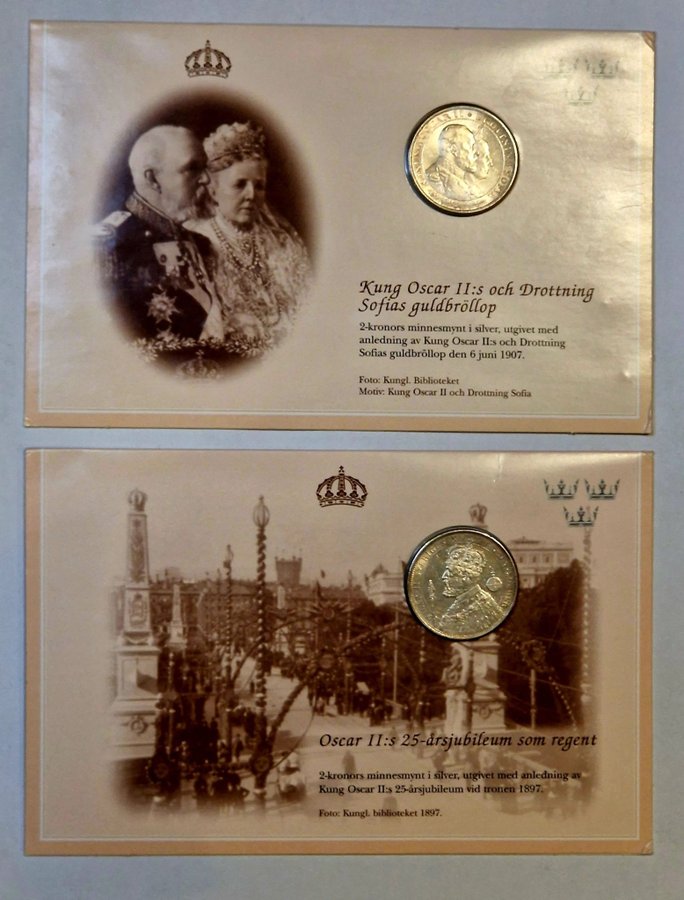 Kung Oscar II:s och Drottning
Sofias guldbröllop
2-kronors minnesmynt i silver, utgivet med
anledning av Kung Oscar II:s och Drottning
Sofias guldbröllop den 6 juni 1907.
Foto: Kungl. Biblioteket
Motiv: Kung Oscar II och Drottning Sofia
Oscar II:s 25-årsjubileum som regent
2-kronors minnesmynt i silver, utgivet med anledning av
Kung Oscar II:s 25-årsjubileum vid tronen 1897.
Foto: Kungl. biblioteket 1897.